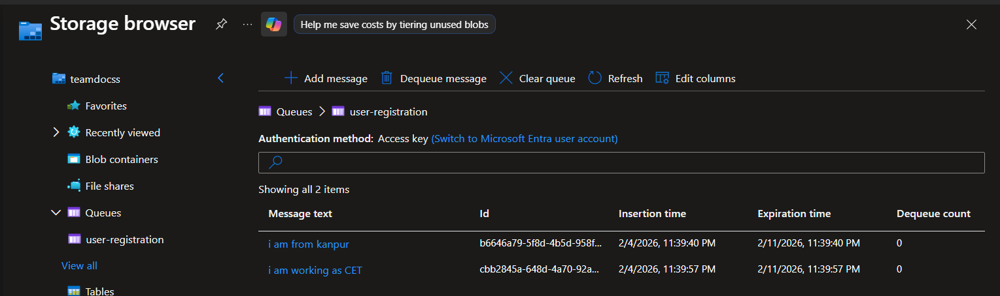 Storage browser ... Help me save costs by tiering unused blobs
teamdocss
Favorites
Recently viewed
Blob containers
File shares
Queues
user-registration
View all
Tables
Add message Dequeue message Clear queue Refresh Edit columns
Queues > user-registration
Authentication method: Access key (Switch to Microsoft Entra user account)
Showing all 2 items
Message text Id Insertion time Expiration time Dequeue count
i am from kanpur b6646a79-5f8d-4b5d-958f... 2/4/2026, 11:39:40 PM 2/11/2026, 11:39:40 PM 0
i am working as CET cbb2845a-648d-4a70-92a... 2/4/2026, 11:39:57 PM 2/11/2026, 11:39:57 PM 0